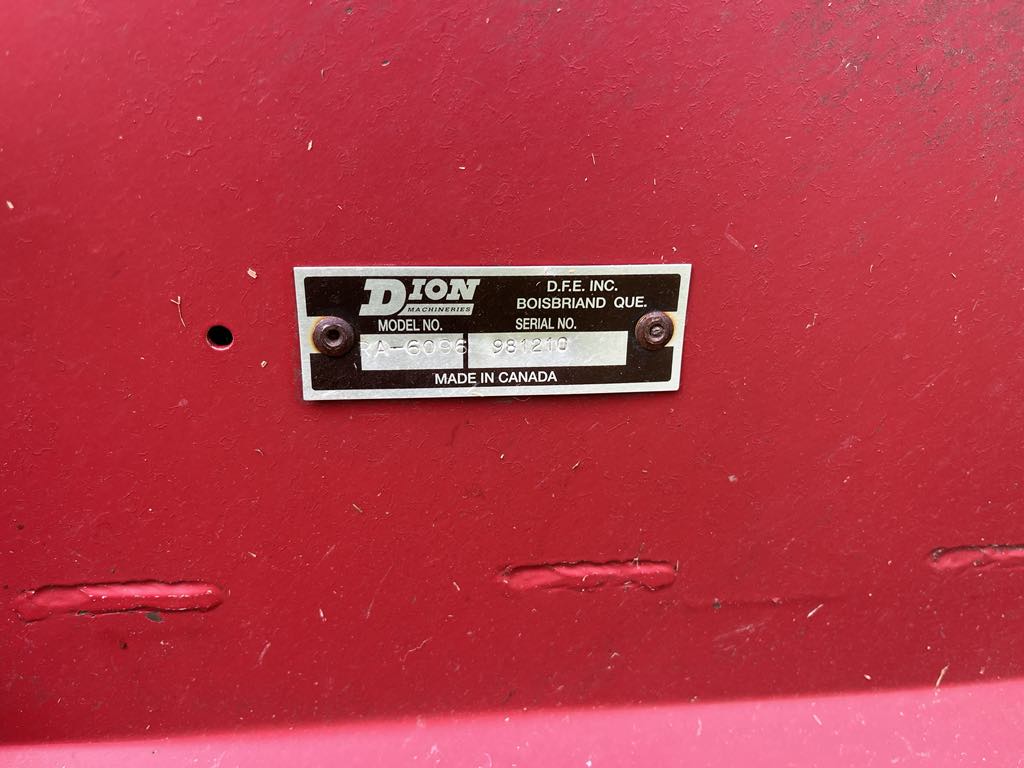 DION
MACHINERIES
D.F.E. INC.
BOISBRIAND QUE.
MODEL NO. SERIAL NO.
RA-6096 981210
MADE IN CANADA